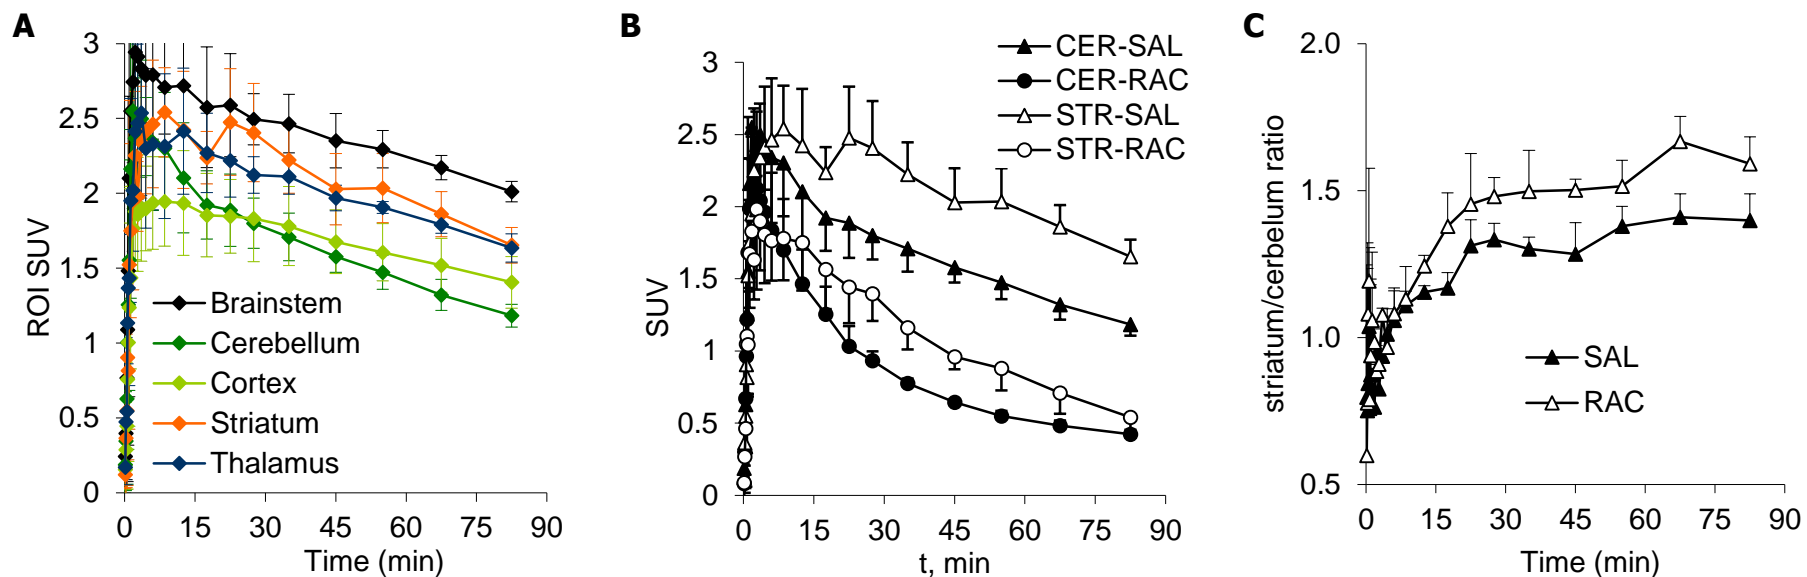 A
ROI SUV
3
2.5
2
1.5
1
0.5
0
Brainstem
Cerebellum
Cortex
Striatum
Thalamus
0 15 30 45 60 75 90
Time (min)
B
SUV
3
2.5
2
1.5
1
0.5
0
CER-SAL
CER-RAC
STR-SAL
STR-RAC
0 15 30 45 60 75 90
t, min
C
striatum/cerbelum ratio
2.0
1.5
1.0
0.5
SAL
RAC
0 15 30 45 60 75 90
Time (min)